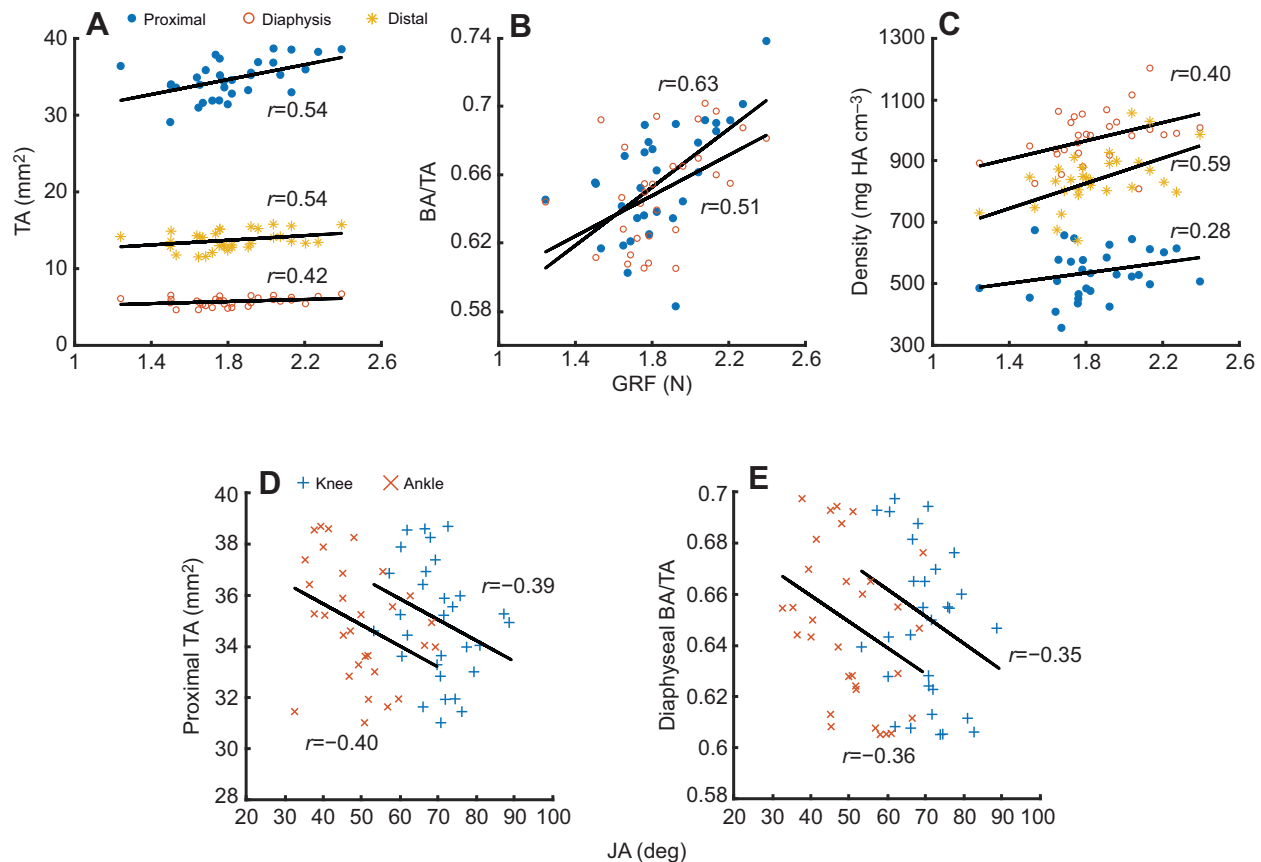 A
B
C
Proximal Diaphysis Distal
TA (mm²)
40
30
20
10
0
1 1.4 1.8 2.2 2.6
r=0.54
r=0.54
r=0.42
BA/TA
0.74
0.7
0.66
0.62
0.58
1 1.4 1.8 2.2 2.6
r=0.63
r=0.51
GRF (N)
Density (mg HA cm⁻³)
1300
1100
900
700
500
300
1 1.4 1.8 2.2 2.6
r=0.40
r=0.59
r=0.28
D
Knee Ankle
Proximal TA (mm²)
40
38
36
34
32
30
28
20 30 40 50 60 70 80 90 100
r=−0.39
r=−0.40
E
Diaphyseal BA/TA
0.7
0.68
0.66
0.64
0.62
0.6
0.58
20 30 40 50 60 70 80 90 100
r=−0.35
r=−0.36
JA (deg)